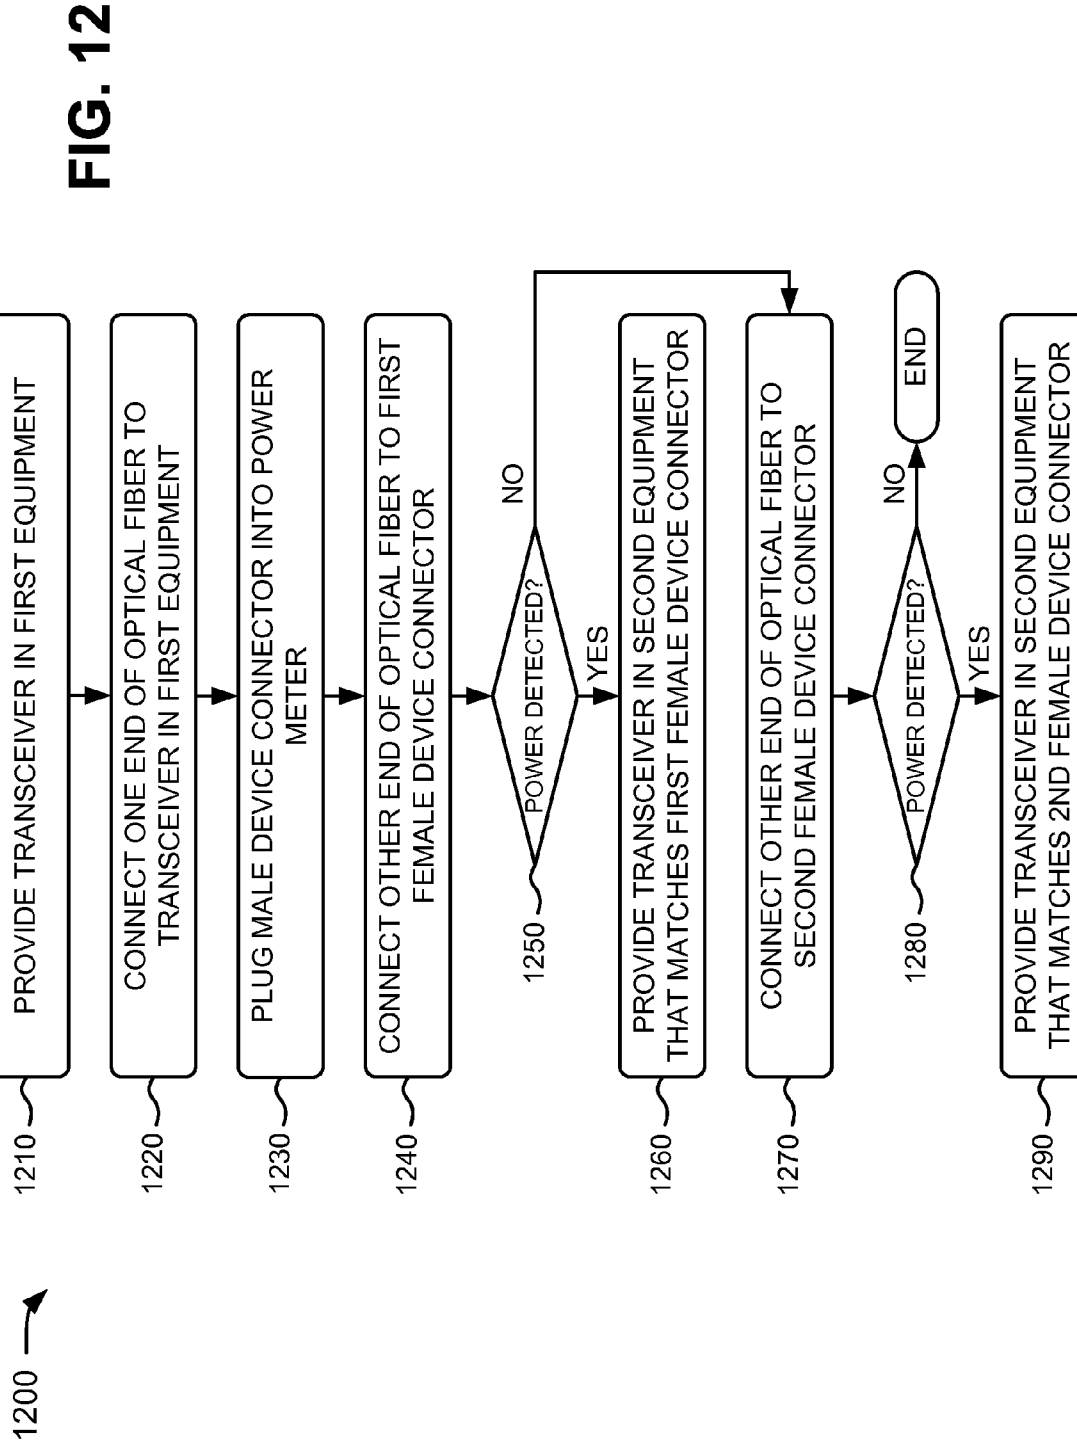 FIG. 12
1200
1210
PROVIDE TRANSCEIVER IN FIRST EQUIPMENT
1220
CONNECT ONE END OF OPTICAL FIBER TO
TRANSCEIVER IN FIRST EQUIPMENT
1230
PLUG MALE DEVICE CONNECTOR INTO POWER
METER
1240
CONNECT OTHER END OF OPTICAL FIBER TO FIRST
FEMALE DEVICE CONNECTOR
1250
POWER DETECTED?
NO
YES
1260
PROVIDE TRANSCEIVER IN SECOND EQUIPMENT
THAT MATCHES FIRST FEMALE DEVICE CONNECTOR
1270
CONNECT OTHER END OF OPTICAL FIBER TO
SECOND FEMALE DEVICE CONNECTOR
1280
POWER DETECTED?
NO
END
YES
1290
PROVIDE TRANSCEIVER IN SECOND EQUIPMENT
THAT MATCHES 2ND FEMALE DEVICE CONNECTOR